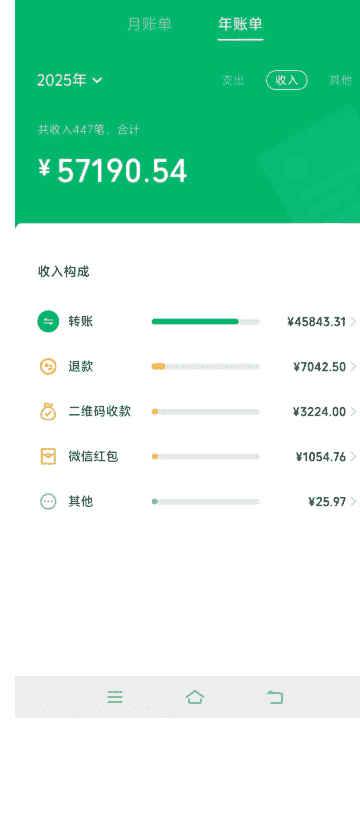 月账单 年账单
2025年 支出 收入 其他
共收入447笔，合计
¥57190.54
收入构成
转账 ¥45843.31
退款 ¥7042.50
二维码收款 ¥3224.00
微信红包 ¥1054.76
其他 ¥25.97